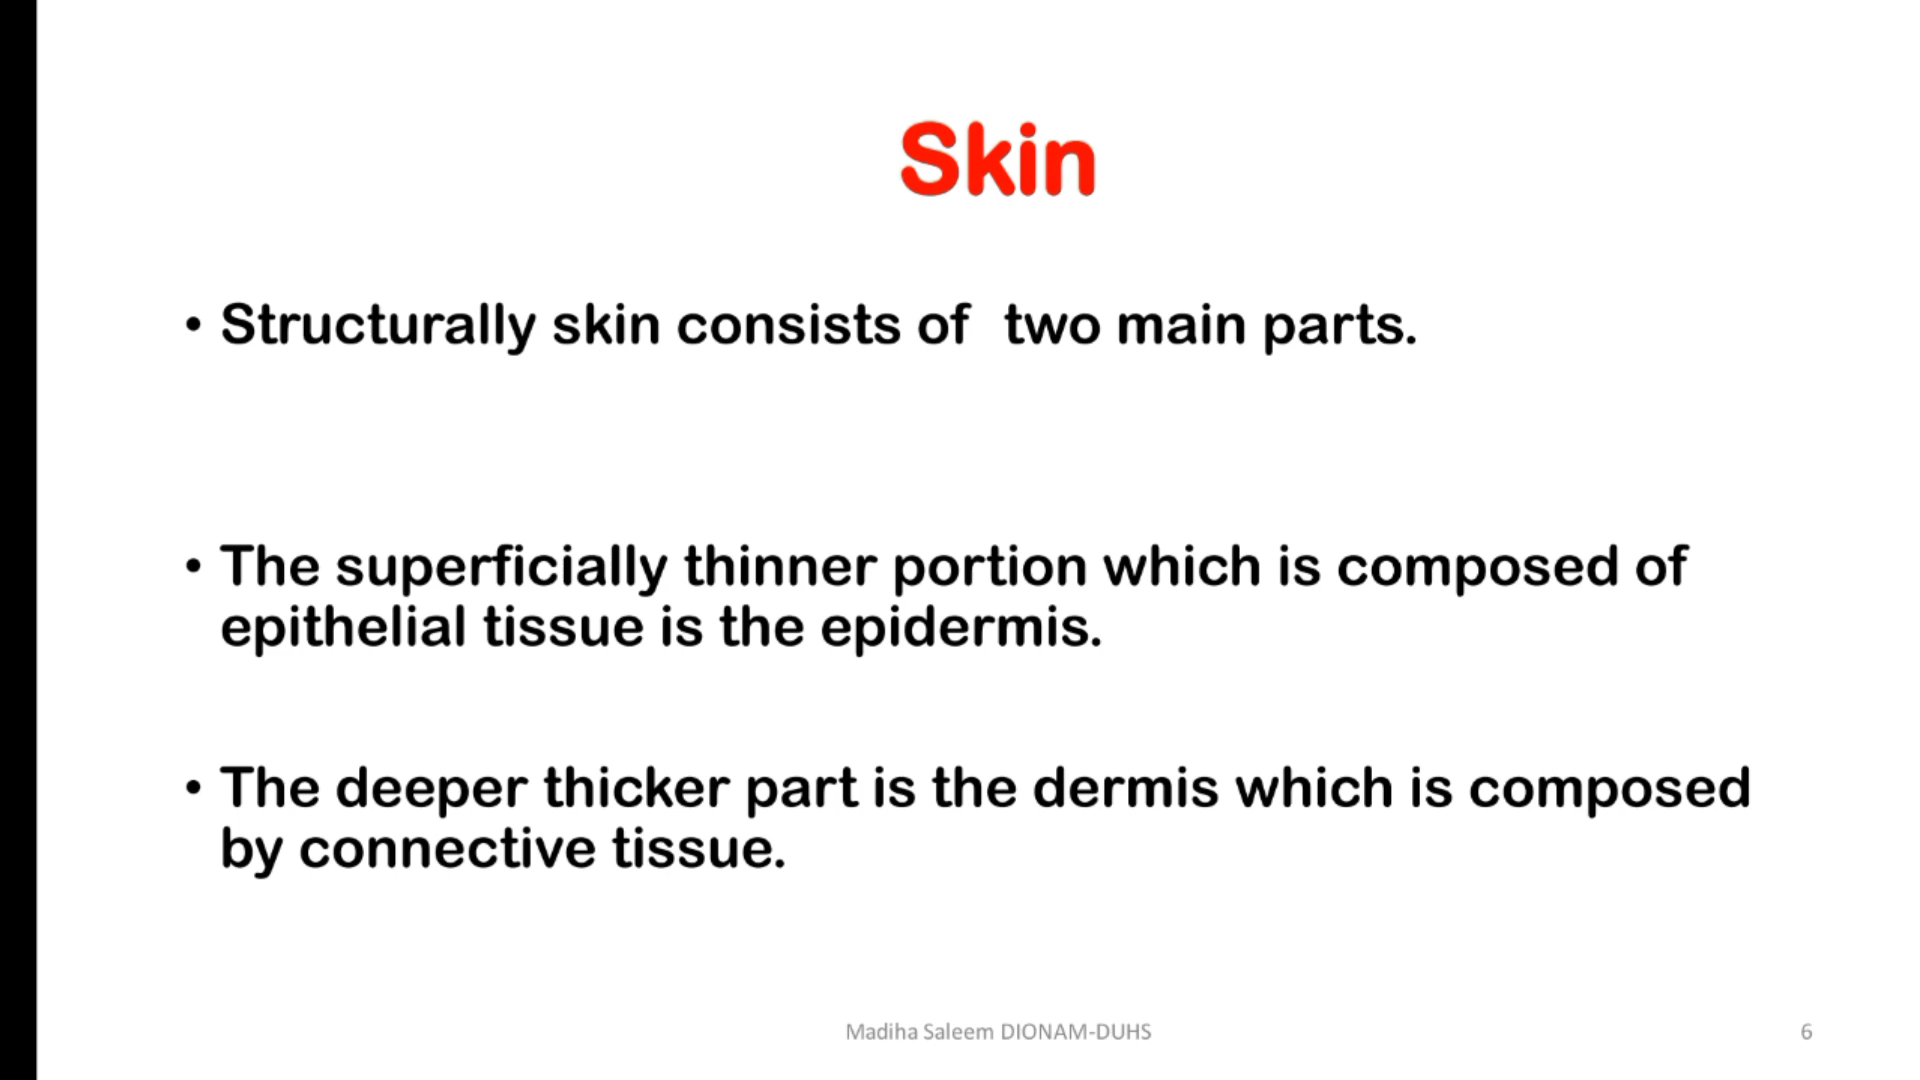 Skin
• Structurally skin consists of  two main parts.
• The superficially thinner portion which is composed of
epithelial tissue is the epidermis.
• The deeper thicker part is the dermis which is composed
by connective tissue.
Madiha Saleem DIONAM-DUHS
6